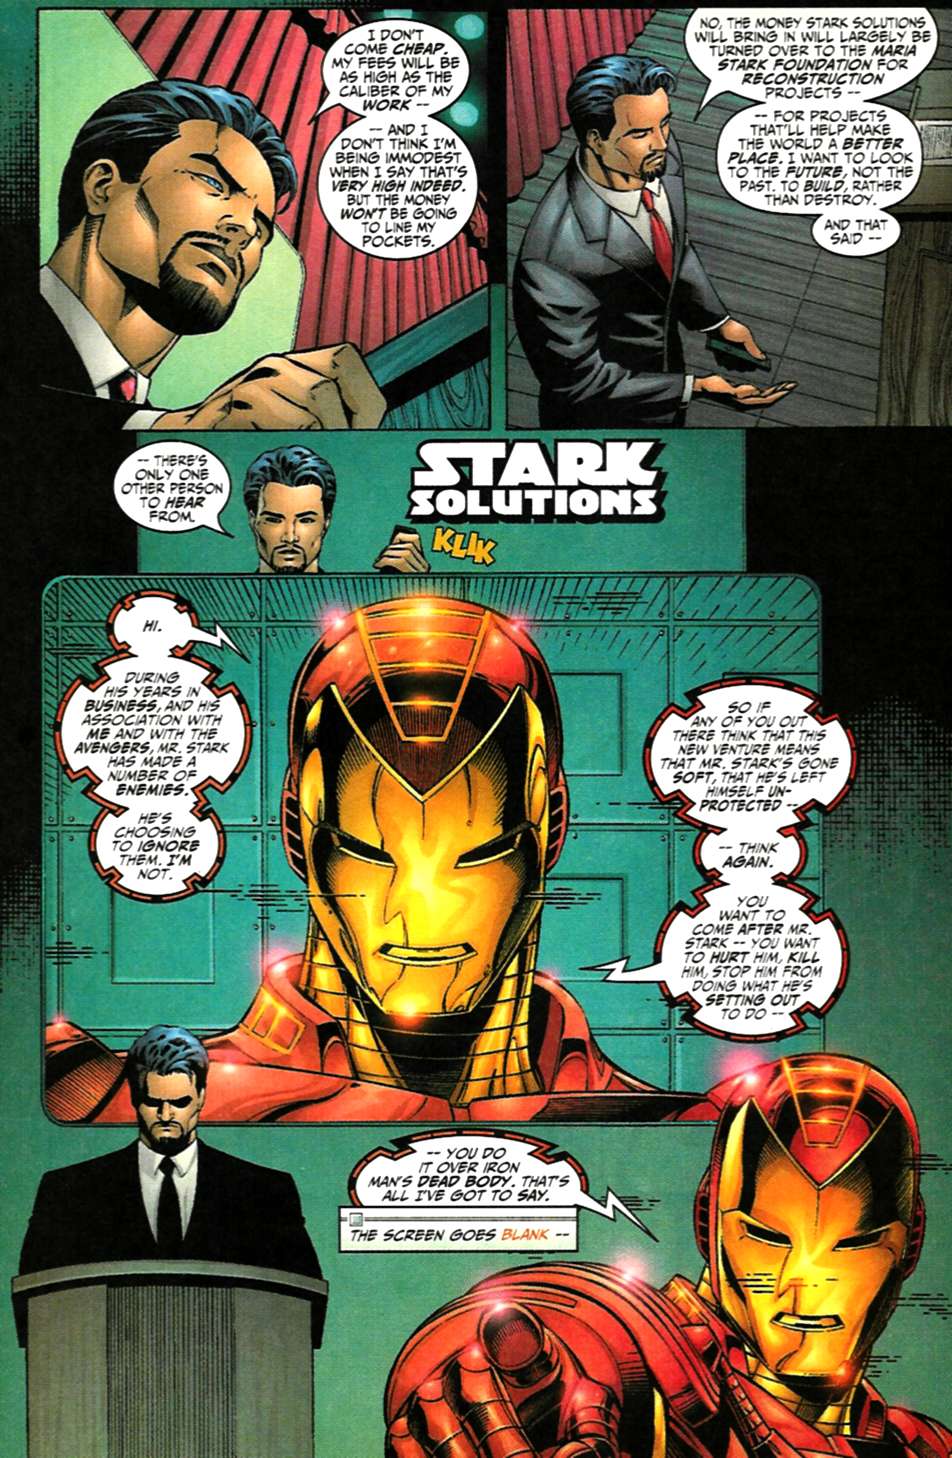 I DON'T
COME CHEAP.
MY FEES WILL BE
AS HIGH AS THE
CALIBER OF MY
WORK --
-- AND I
DON'T THINK I'M
BEING IMMODEST
WHEN I SAY THAT'S
VERY HIGH INDEED.
BUT THE MONEY
WON'T BE GOING
TO LINE MY
POCKETS.
NO, THE MONEY STARK SOLUTIONS
WILL BRING IN WILL LARGELY BE
TURNED OVER TO THE MARIA
STARK FOUNDATION FOR
RECONSTRUCTION
PROJECTS --
-- FOR PROJECTS
THAT'LL HELP MAKE
THE WORLD A BETTER
PLACE. I WANT TO LOOK
TO THE FUTURE, NOT THE
PAST. TO BUILD, RATHER
THAN DESTROY.
AND THAT
SAID --
-- THERE'S
ONLY ONE
OTHER PERSON
TO HEAR
FROM.
STARK
SOLUTIONS
KLIK
HI.
DURING
HIS YEARS IN
BUSINESS, AND HIS
ASSOCIATION WITH
ME AND WITH THE
AVENGERS, MR. STARK
HAS MADE A
NUMBER OF
ENEMIES.
HE'S
CHOOSING
TO IGNORE
THEM. I'M
NOT.
SO IF
ANY OF YOU OUT
THERE THINK THAT THIS
NEW VENTURE MEANS
THAT MR. STARK'S GONE
SOFT, THAT HE'S LEFT
HIMSELF UN-
PROTECTED --
-- THINK
AGAIN.
YOU
WANT TO
COME AFTER MR.
STARK -- YOU WANT
TO HURT HIM, KILL
HIM, STOP HIM FROM
DOING WHAT HE'S
SETTING OUT
TO DO --
-- YOU DO
IT OVER IRON
MAN'S DEAD BODY. THAT'S
ALL I'VE GOT TO SAY.
THE SCREEN GOES BLANK --